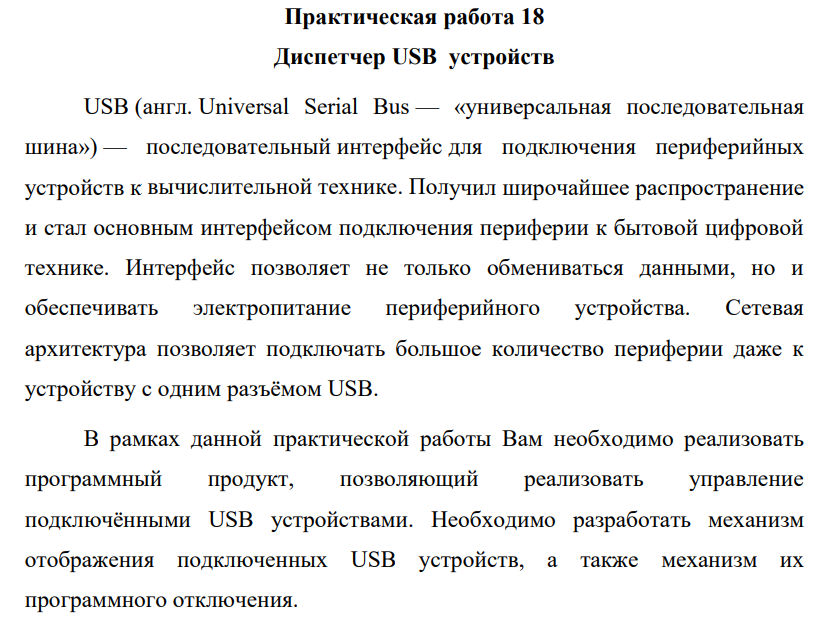 Практическая работа 18
Диспетчер USB устройств
USB (англ. Universal Serial Bus — «универсальная последовательная
шина») — последовательный интерфейс для подключения периферийных
устройств к вычислительной технике. Получил широчайшее распространение
и стал основным интерфейсом подключения периферии к бытовой цифровой
технике. Интерфейс позволяет не только обмениваться данными, но и
обеспечивать электропитание периферийного устройства. Сетевая
архитектура позволяет подключать большое количество периферии даже к
устройству с одним разъёмом USB.
В рамках данной практической работы Вам необходимо реализовать
программный продукт, позволяющий реализовать управление
подключёнными USB устройствами. Необходимо разработать механизм
отображения подключенных USB устройств, а также механизм их
программного отключения.